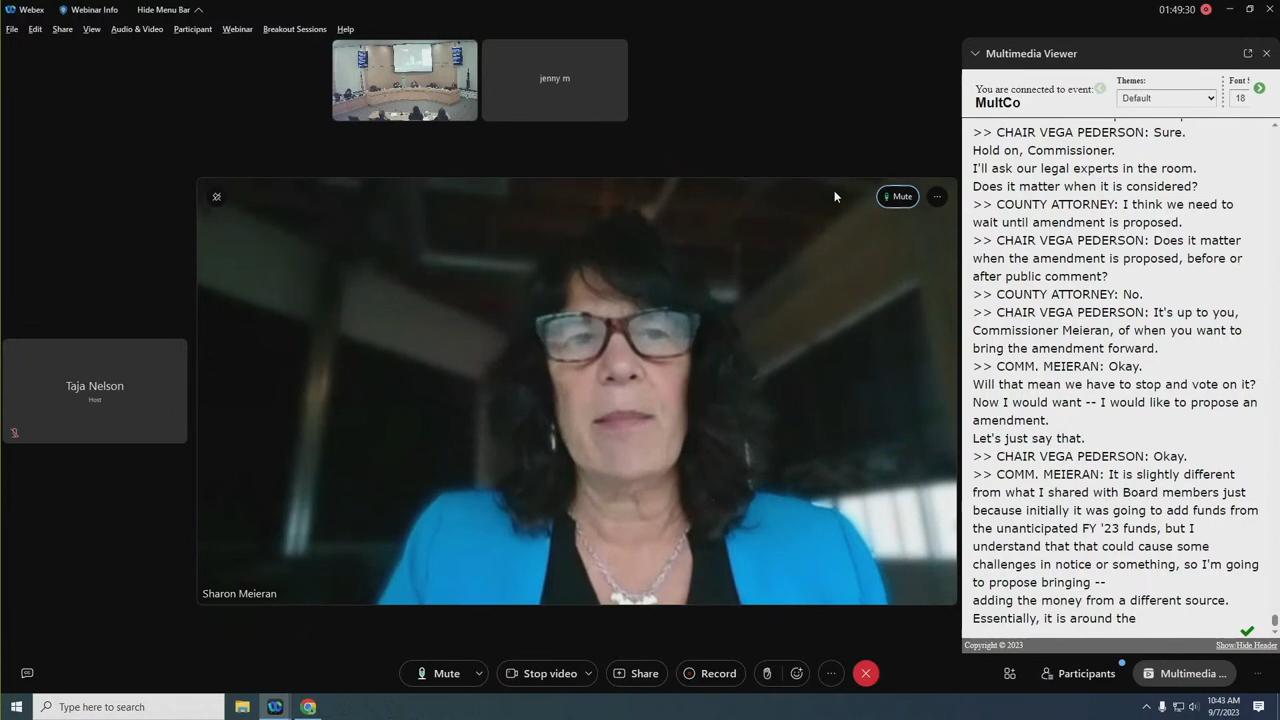 Webex
Webinar Info
Hide Menu Bar
01:49:30
File
Edit
Share
View
Audio & Video
Participant
Webinar
Breakout Sessions
Help
jenny m
Mute
Taja Nelson
Host
Sharon Meieran
Multimedia Viewer
You are connected to event:
MultCo
Themes:
Default
Font S
18
>> CHAIR VEGA PEDERSON: Sure.
Hold on, Commissioner.
I'll ask our legal experts in the room.
Does it matter when it is considered?
>> COUNTY ATTORNEY: I think we need to
wait until amendment is proposed.
>> CHAIR VEGA PEDERSON: Does it matter
when the amendment is proposed, before or
after public comment?
>> COUNTY ATTORNEY: No.
>> CHAIR VEGA PEDERSON: It's up to you,
Commissioner Meieran, of when you want to
bring the amendment forward.
>> COMM. MEIERAN: Okay.
Will that mean we have to stop and vote on it?
Now I would want -- I would like to propose an
amendment.
Let's just say that.
>> CHAIR VEGA PEDERSON: Okay.
>> COMM. MEIERAN: It is slightly different
from what I shared with Board members just
because initially it was going to add funds from
the unanticipated FY '23 funds, but I
understand that that could cause some
challenges in notice or something, so I'm going
to propose bringing --
adding the money from a different source.
Essentially, it is around the
Copyright © 2023
Show/Hide Header
Mute
Stop video
Share
Record
Participants
Multimedia ...
Type here to search
10:43 AM
9/7/2023